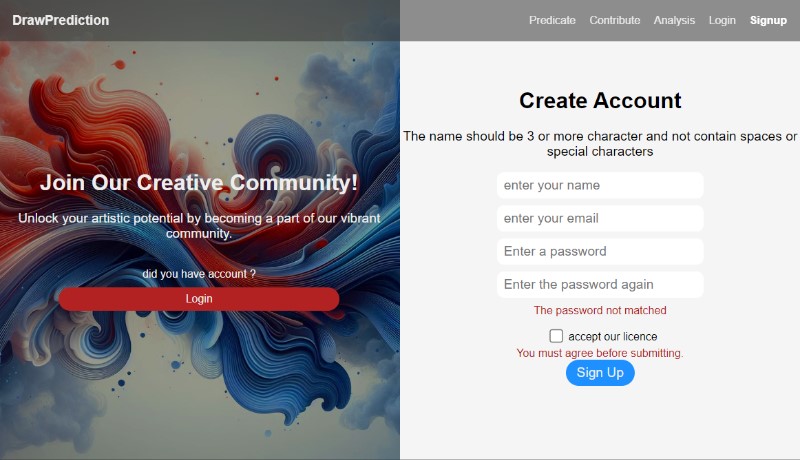 DrawPrediction
Predicate
Contribute
Analysis
Login
Signup
Join Our Creative Community!
Unlock your artistic potential by becoming a part of our vibrant
community.
did you have account ?
Login
Create Account
The name should be 3 or more character and not contain spaces or
special characters
enter your name
enter your email
Enter a password
Enter the password again
The password not matched
accept our licence
You must agree before submitting.
Sign Up